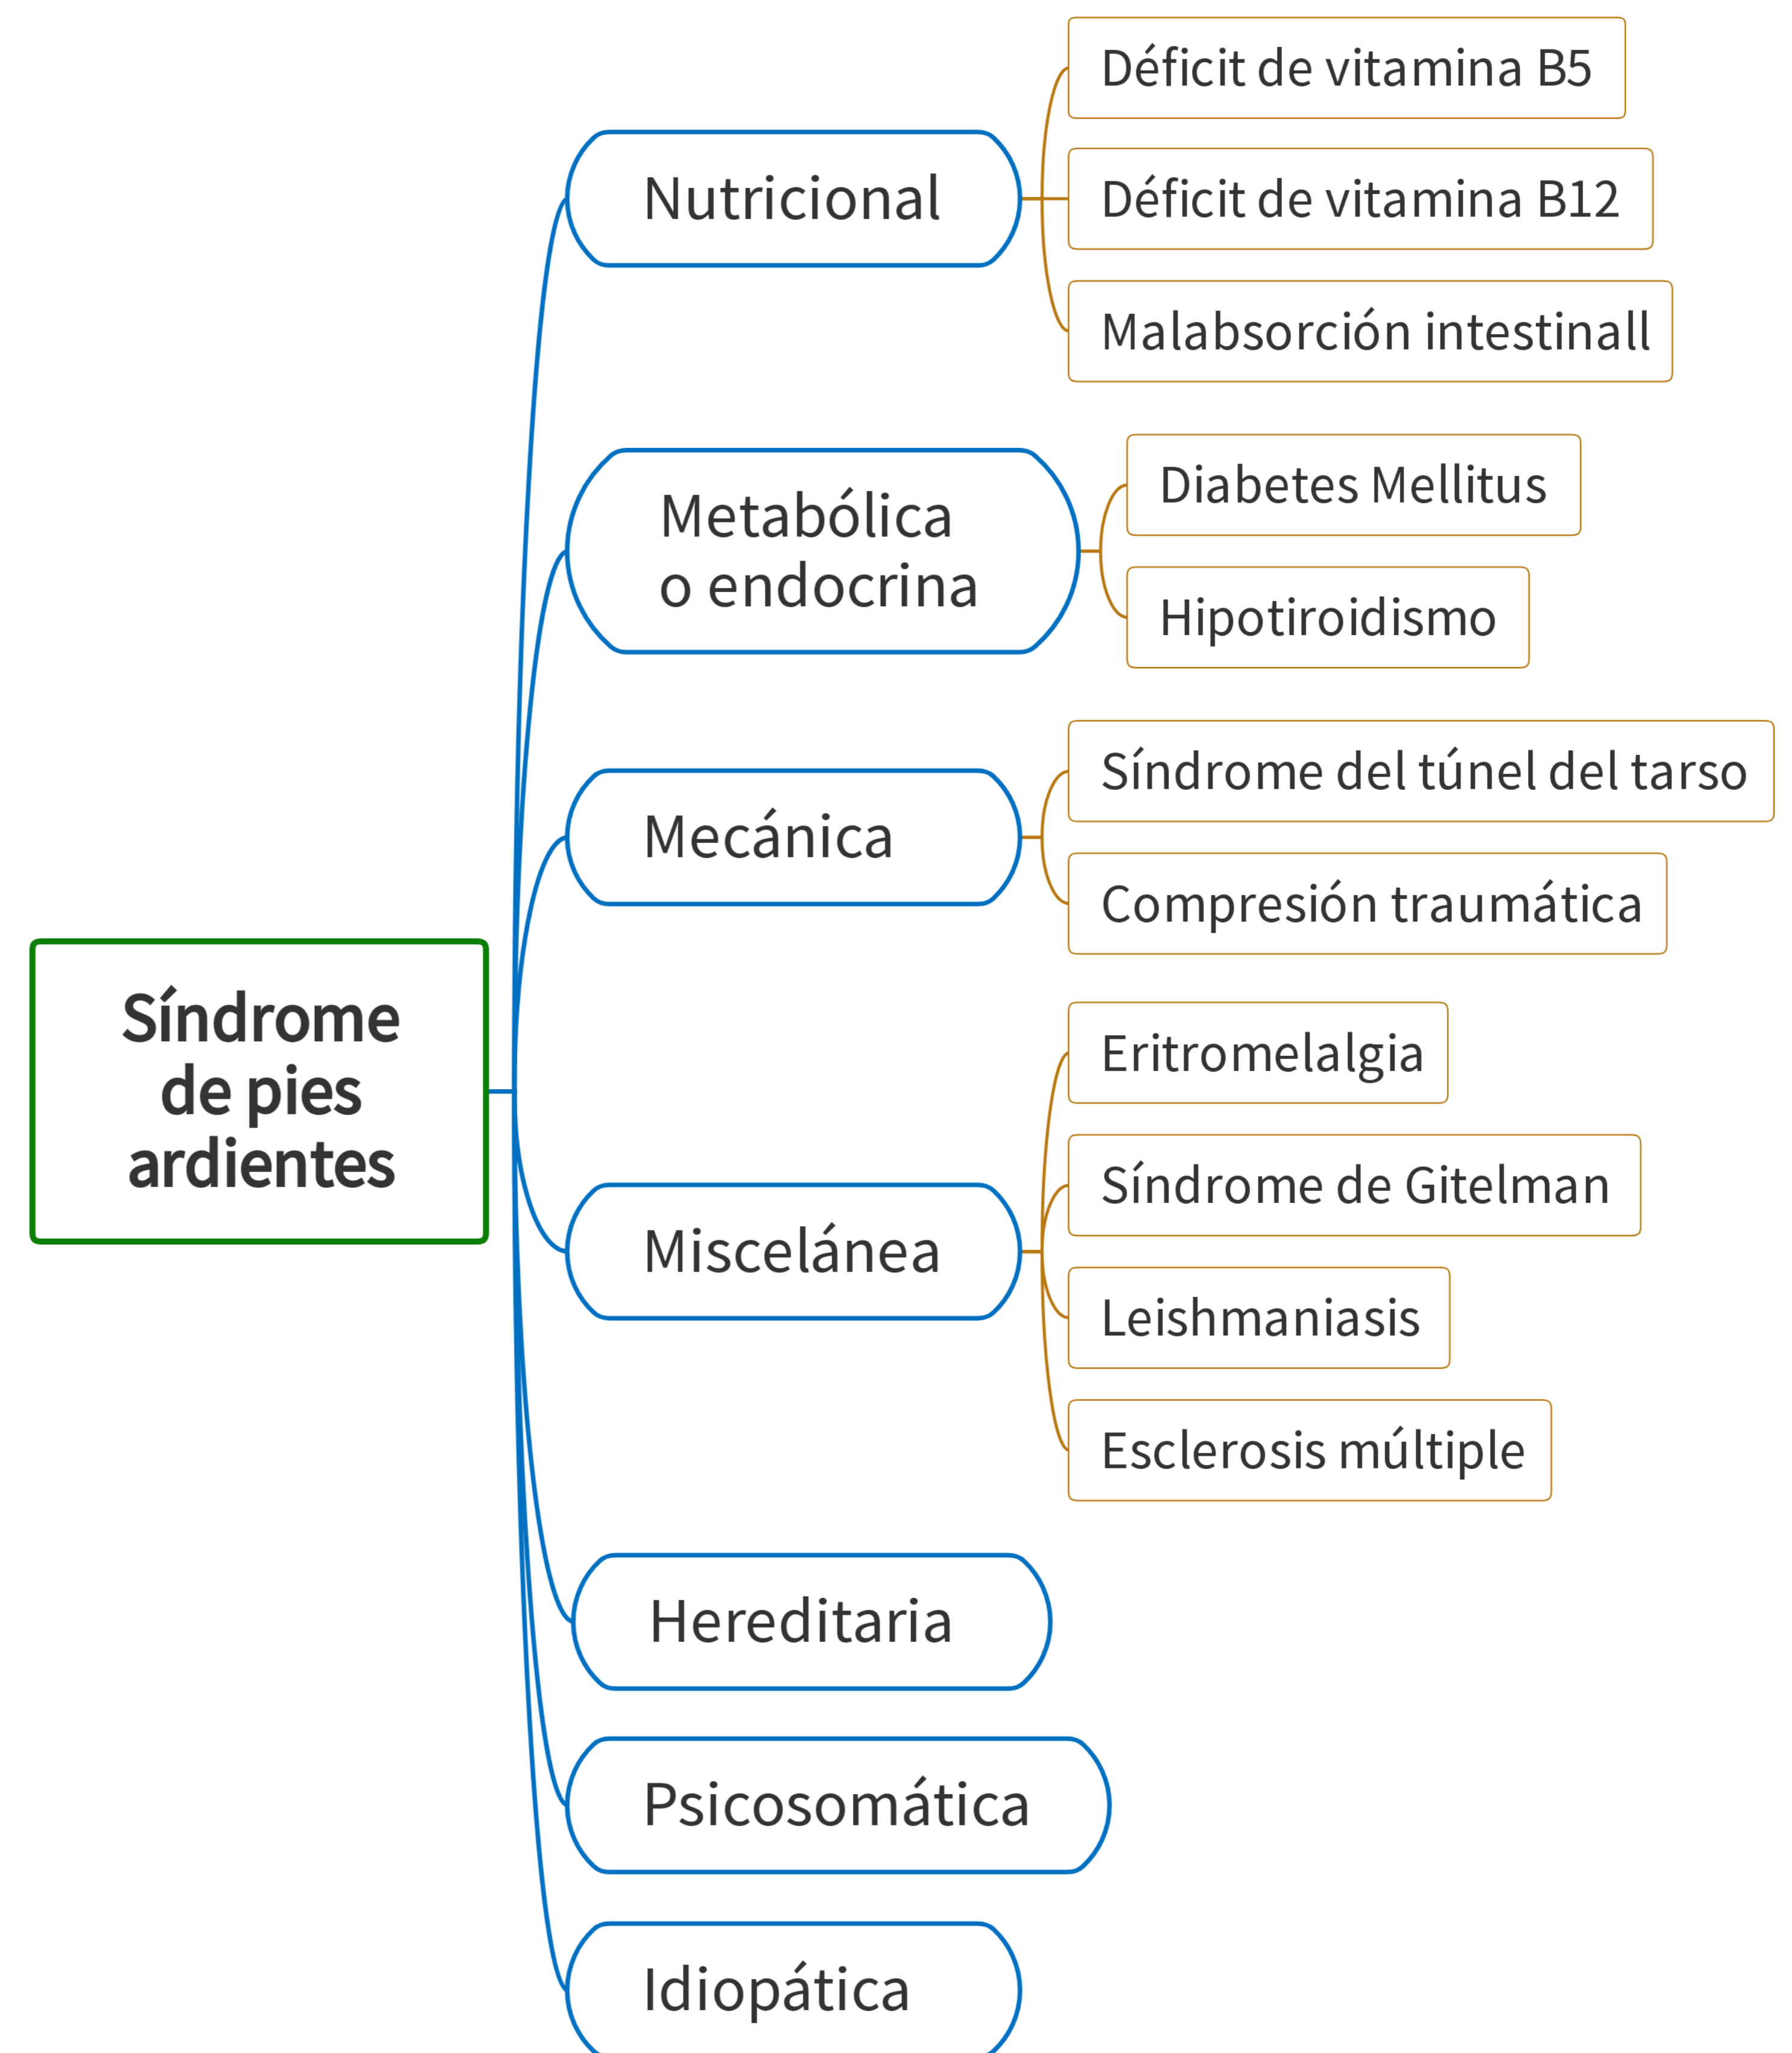 Síndrome
de pies
ardientes
Nutricional
Déficit de vitamina B5
Déficit de vitamina B12
Malabsorción intestinall
Metabólica
o endocrina
Diabetes Mellitus
Hipotiroidismo
Mecánica
Síndrome del túnel del tarso
Compresión traumática
Miscelánea
Eritromelalgia
Síndrome de Gitelman
Leishmaniasis
Esclerosis múltiple
Hereditaria
Psicosomática
Idiopática